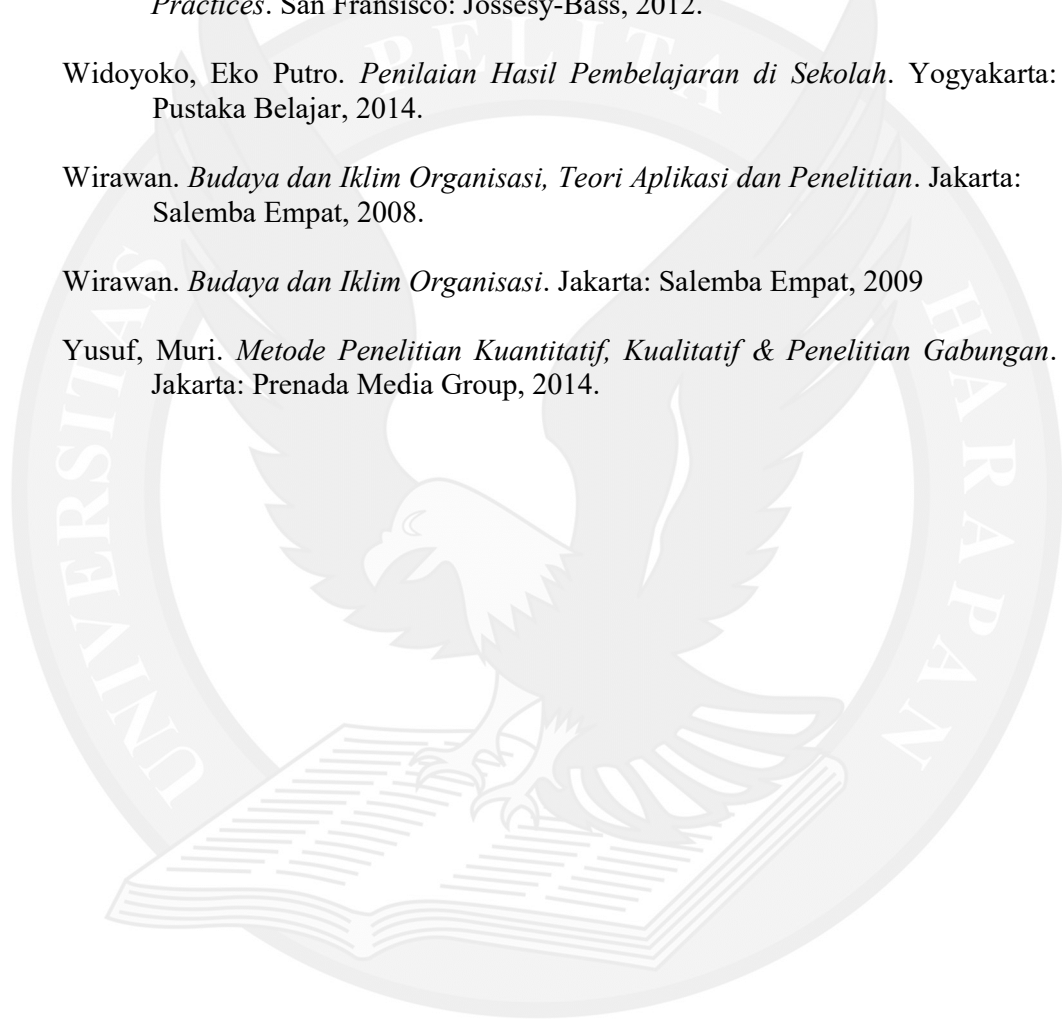 Practices. San Fransisco: Jossesy-Bass, 2012.
Widoyoko, Eko Putro. Penilaian Hasil Pembelajaran di Sekolah. Yogyakarta:
Pustaka Belajar, 2014.
Wirawan. Budaya dan Iklim Organisasi, Teori Aplikasi dan Penelitian. Jakarta:
Salemba Empat, 2008.
Wirawan. Budaya dan Iklim Organisasi. Jakarta: Salemba Empat, 2009
Yusuf, Muri. Metode Penelitian Kuantitatif, Kualitatif & Penelitian Gabungan.
Jakarta: Prenada Media Group, 2014.
UNIVERSITAS PELITA HARAPAN